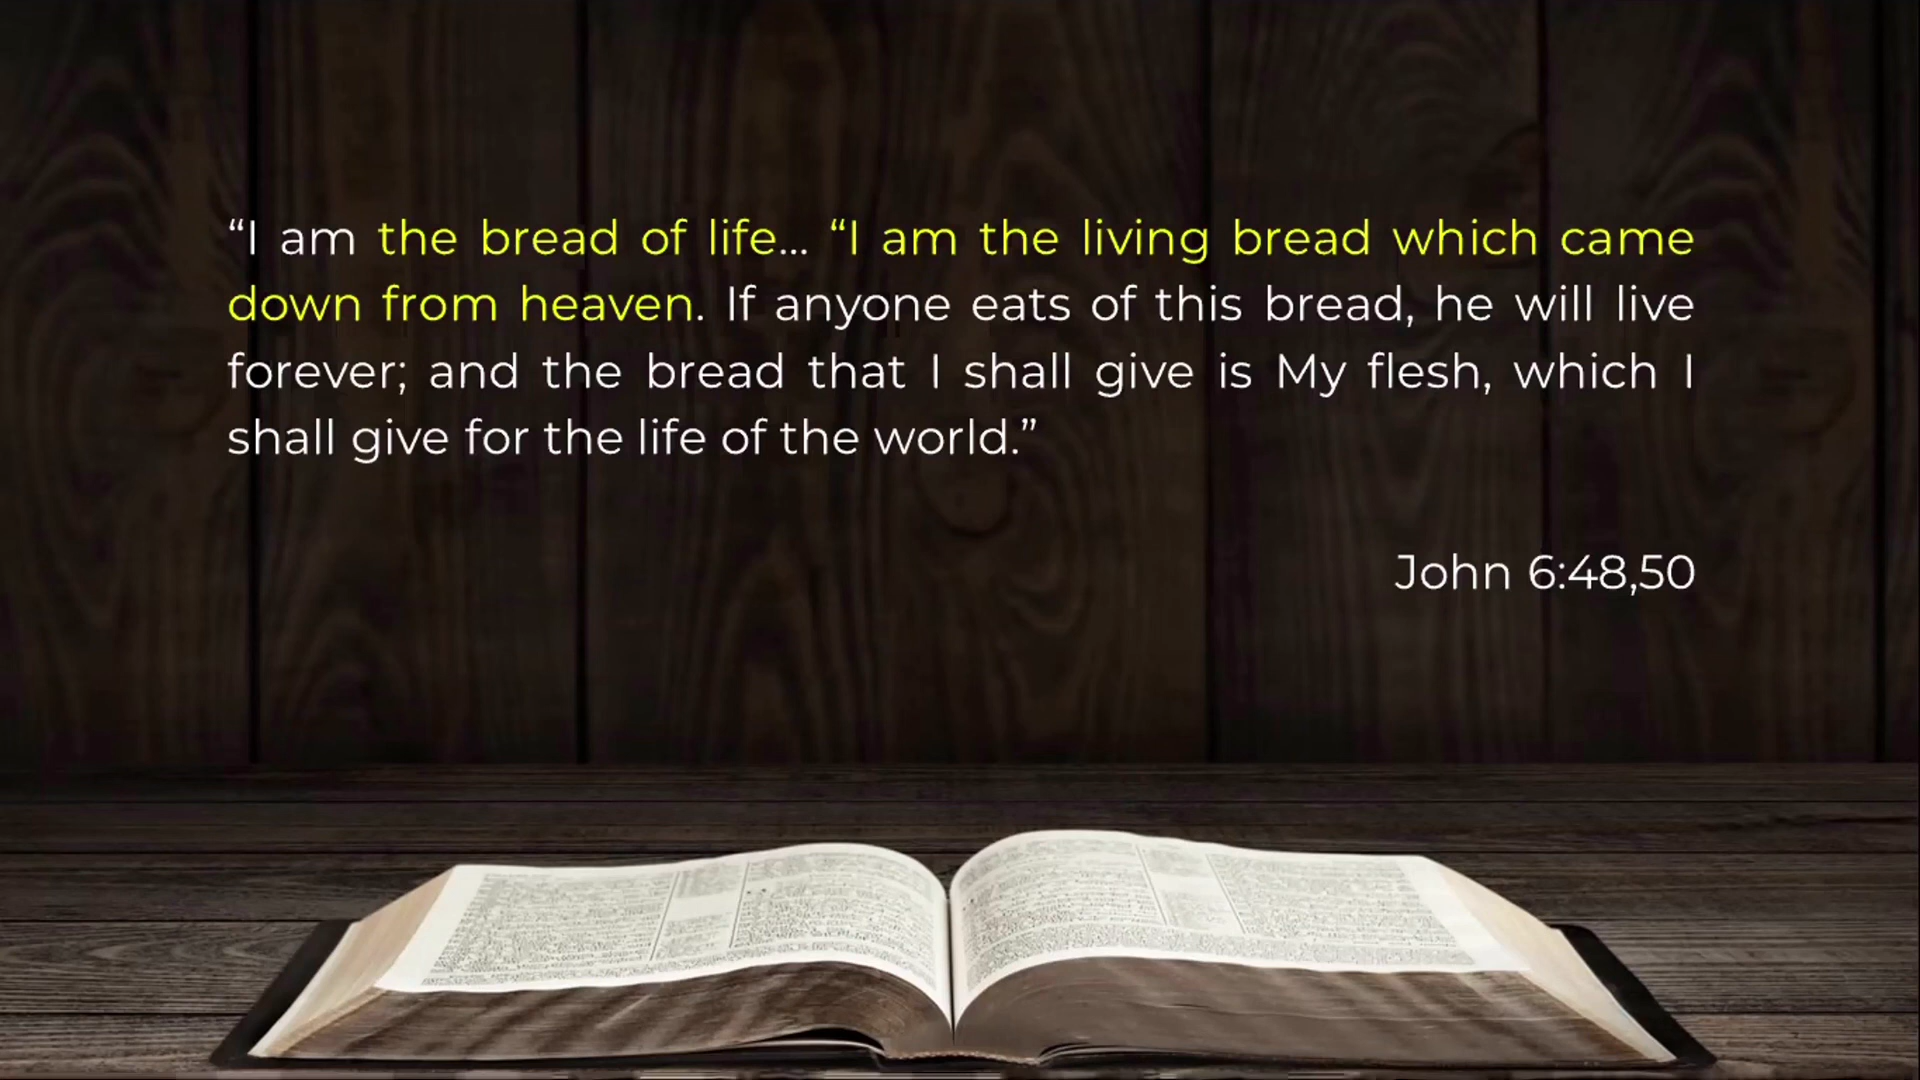 “I am the bread of life... “I am the living bread which came
down from heaven. If anyone eats of this bread, he will live
forever; and the bread that I shall give is My flesh, which I
shall give for the life of the world.”
John 6:48,50